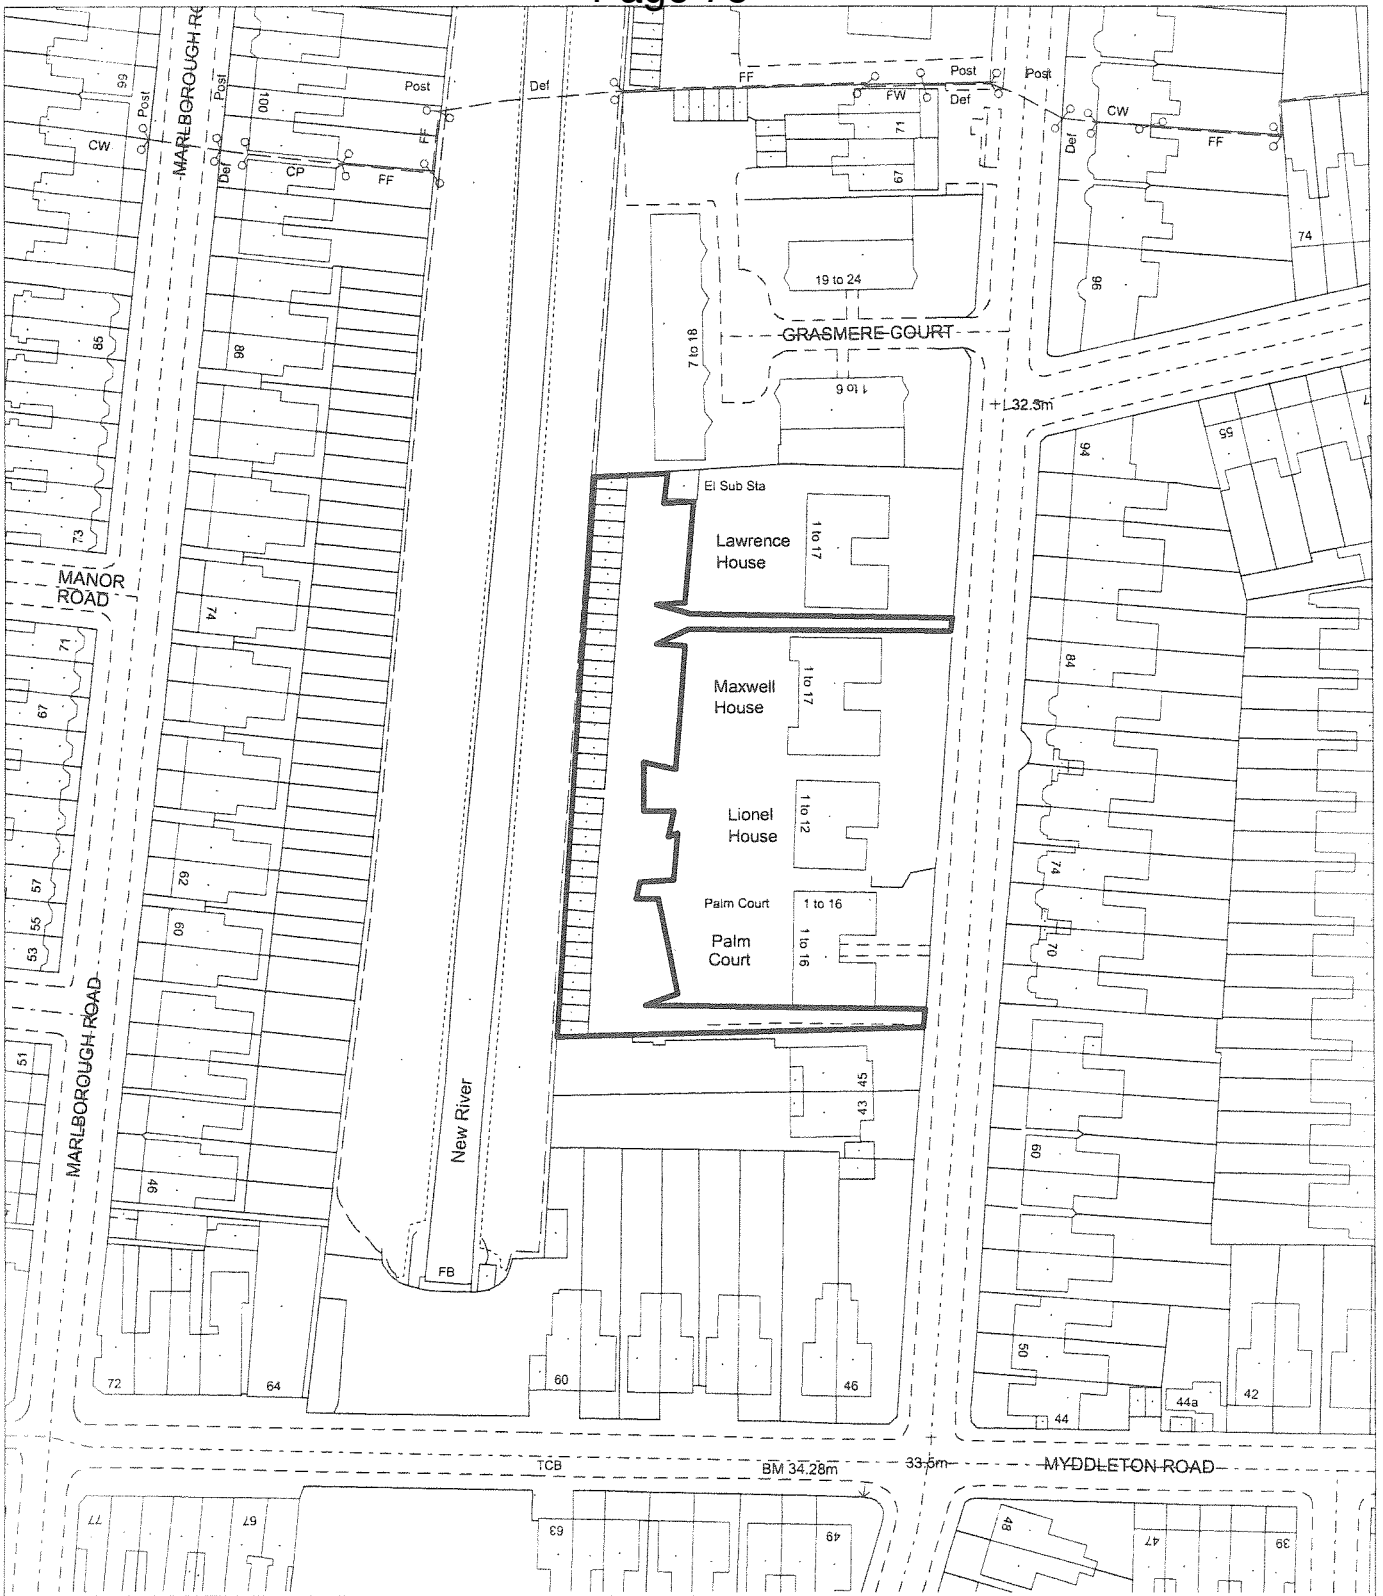 MARLBOROUGH RO
99
Post
Post
100
Post
Def
FF
Post
Post
FW
Def
CW
CW
Def
CP
FF
FF
71
67
Def
FF
74
96
19 to 24
GRASMERE COURT
7 to 18
1 to 6
32.3m
85
86
55
94
73
El Sub Sta
Lawrence
House
1 to 17
MANOR
ROAD
74
71
84
67
Maxwell
House
1 to 17
Lionel
House
1 to 12
74
57
62
55
60
53
Palm Court
1 to 16
Palm
Court
1 to 16
70
MARLBOROUGH ROAD
51
New River
45
43
60
46
FB
50
72
64
60
46
44
44a
42
TCB
BM 34.28m
33.5m
MYDDLETON ROAD
77
67
63
49
48
47
39